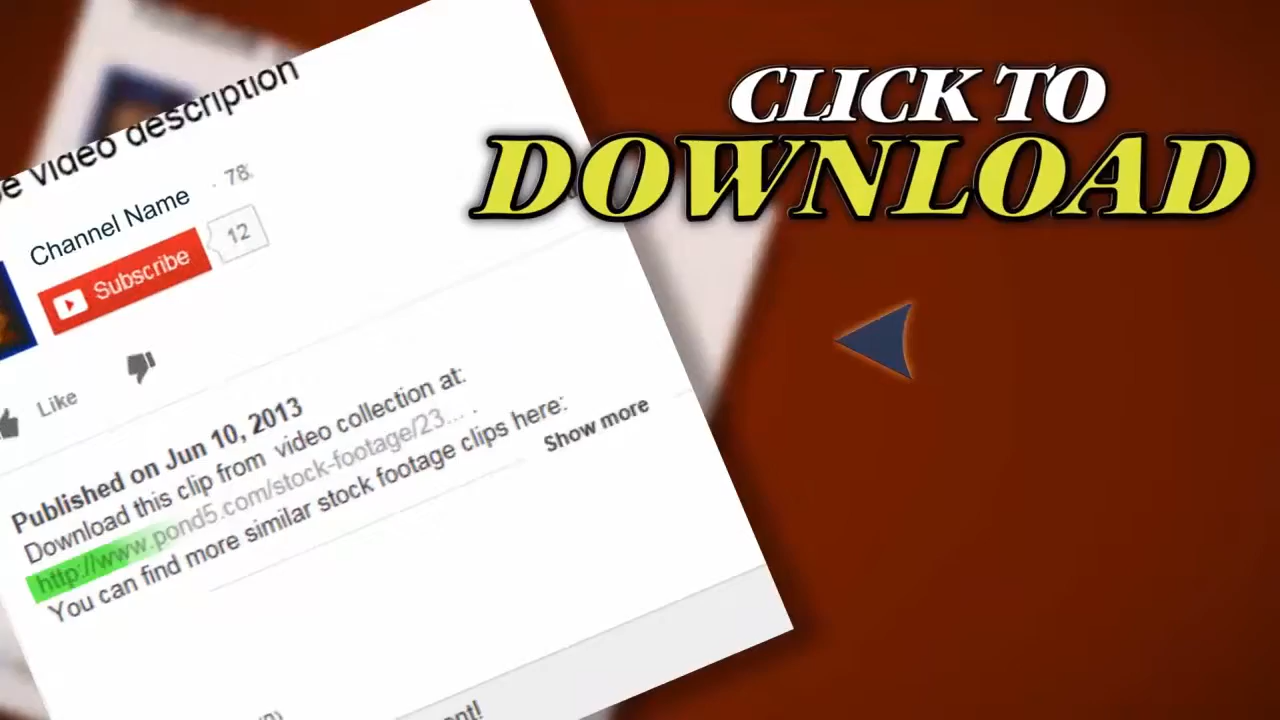 CLICK TO
DOWNLOAD
video description
Channel Name
78
Subscribe
12
Like
Published on Jun 10, 2013
Download this clip from video collection at:
http://www.pond5.com/stock-footage/23...
You can find more similar stock footage clips here:
Show more